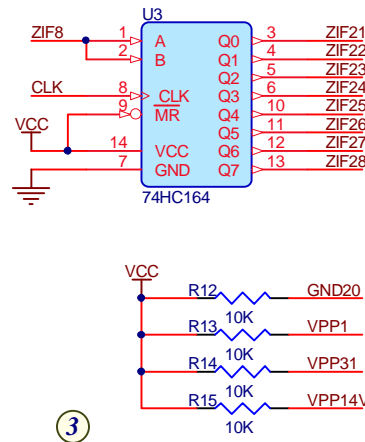 U3
ZIF8 1 A Q0 3 ZIF21
2 B Q1 4 ZIF22
Q2 5 ZIF23
CLK 8 CLK Q3 6 ZIF24
9 MR Q4 10 ZIF25
VCC Q5 11 ZIF26
14 VCC Q6 12 ZIF27
7 GND Q7 13 ZIF28
74HC164
VCC
R12 10K GND20
R13 10K VPP1
R14 10K VPP31
R15 10K VPP14V
3